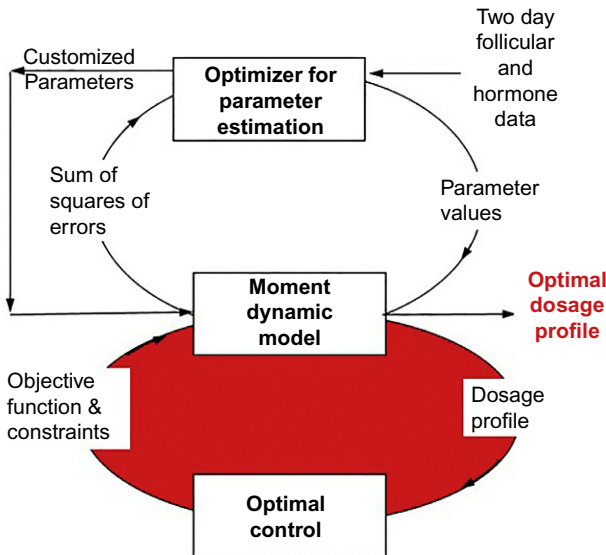 Customized
Parameters
Optimizer for
parameter
estimation
Two day
follicular
and
hormone
data
Sum of
squares of
errors
Parameter
values
Moment
dynamic
model
Optimal
dosage
profile
Objective
function &
constraints
Dosage
profile
Optimal
control